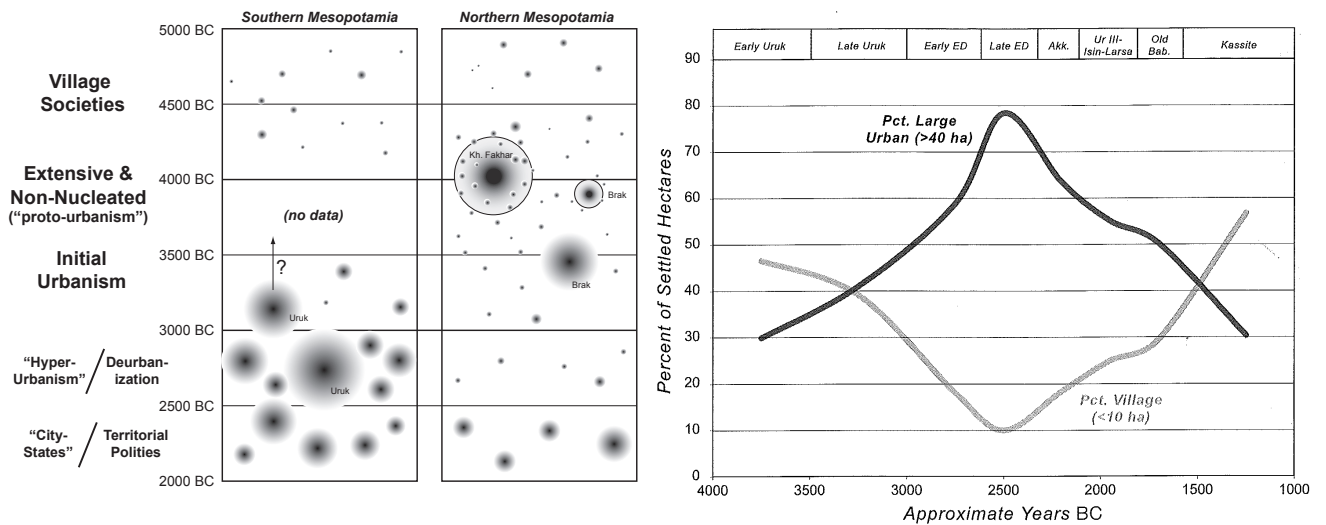 Southern Mesopotamia
Northern Mesopotamia
5000 BC
Village
Societies
4500 BC
Kh. Fakhar
Extensive &
Non-Nucleated
(“proto-urbanism”)
4000 BC
Brak
(no data)
Initial
Urbanism
3500 BC
?
Brak
Uruk
3000 BC
“Hyper-
Urbanism”
Deurban-
ization
Uruk
2500 BC
“City-
States”
Territorial
Polities
2000 BC
Early Uruk
Late Uruk
Early ED
Late ED
Akk.
Ur III-
Isin-Larsa
Old
Bab.
Kassite
90
80
70
60
50
40
30
20
10
0
Percent of Settled Hectares
Pct. Large
Urban (>40 ha)
Pct. Village
(<10 ha)
4000
3500
3000
2500
2000
1500
1000
Approximate Years BC